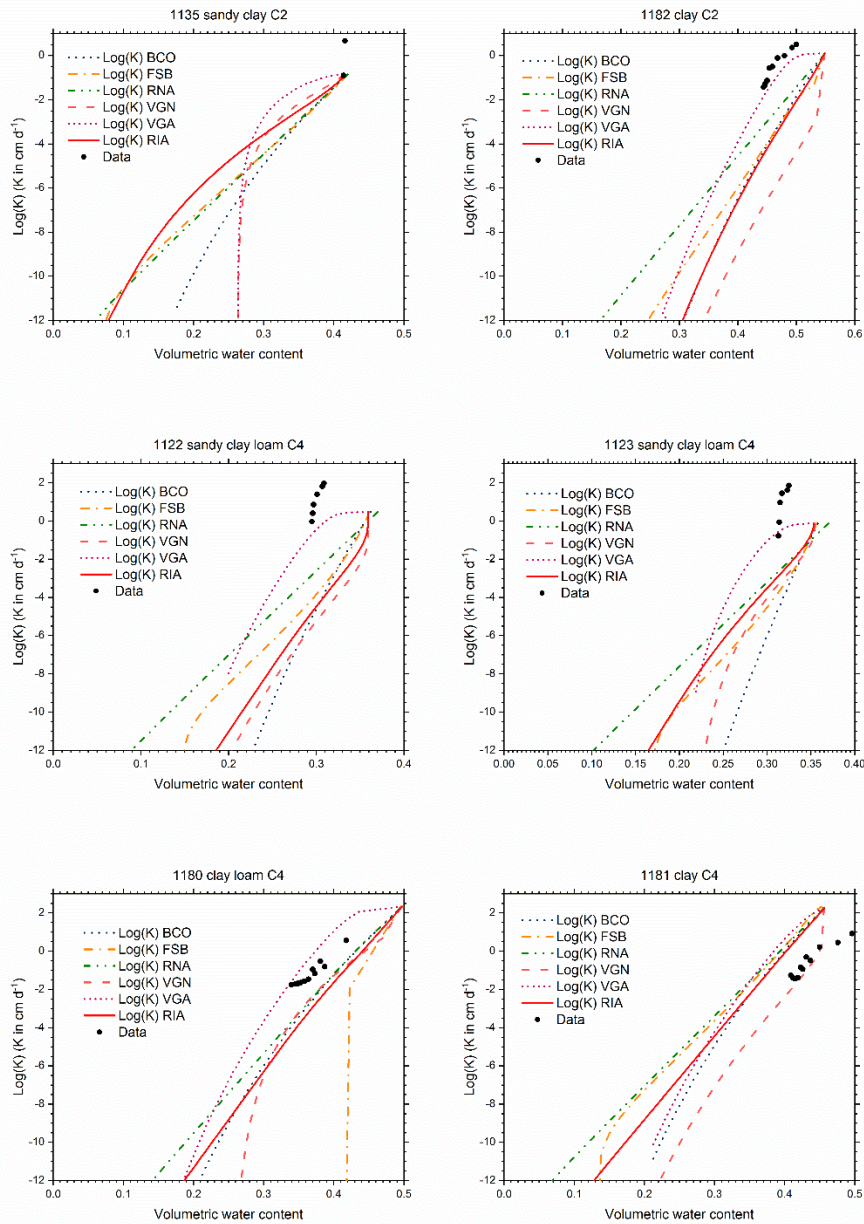 1135 sandy clay C2
Log(K) BCO
Log(K) FSB
Log(K) RNA
Log(K) VGN
Log(K) VGA
Log(K) RIA
Data
0
-2
-4
-6
-8
-10
-12
Log(K) (K in cm d⁻¹)
0.0 0.1 0.2 0.3 0.4 0.5
Volumetric water content
1182 clay C2
Log(K) BCO
Log(K) FSB
Log(K) RNA
Log(K) VGN
Log(K) VGA
Log(K) RIA
Data
0
-2
-4
-6
-8
-10
-12
Log(K) (K in cm d⁻¹)
0.0 0.1 0.2 0.3 0.4 0.5 0.6
Volumetric water content
1122 sandy clay loam C4
Log(K) BCO
Log(K) FSB
Log(K) RNA
Log(K) VGN
Log(K) VGA
Log(K) RIA
Data
2
0
-2
-4
-6
-8
-10
-12
Log(K) (K in cm d⁻¹)
0.0 0.1 0.2 0.3 0.4
Volumetric water content
1123 sandy clay loam C4
Log(K) BCO
Log(K) FSB
Log(K) RNA
Log(K) VGN
Log(K) VGA
Log(K) RIA
Data
2
0
-2
-4
-6
-8
-10
-12
Log(K) (K in cm d⁻¹)
0.00 0.05 0.10 0.15 0.20 0.25 0.30 0.35 0.40
Volumetric water content
1180 clay loam C4
Log(K) BCO
Log(K) FSB
Log(K) RNA
Log(K) VGN
Log(K) VGA
Log(K) RIA
Data
2
0
-2
-4
-6
-8
-10
-12
Log(K) (K in cm d⁻¹)
0.0 0.1 0.2 0.3 0.4 0.5
Volumetric water content
1181 clay C4
Log(K) BCO
Log(K) FSB
Log(K) RNA
Log(K) VGN
Log(K) VGA
Log(K) RIA
Data
2
0
-2
-4
-6
-8
-10
-12
Log(K) (K in cm d⁻¹)
0.0 0.1 0.2 0.3 0.4 0.5
Volumetric water content